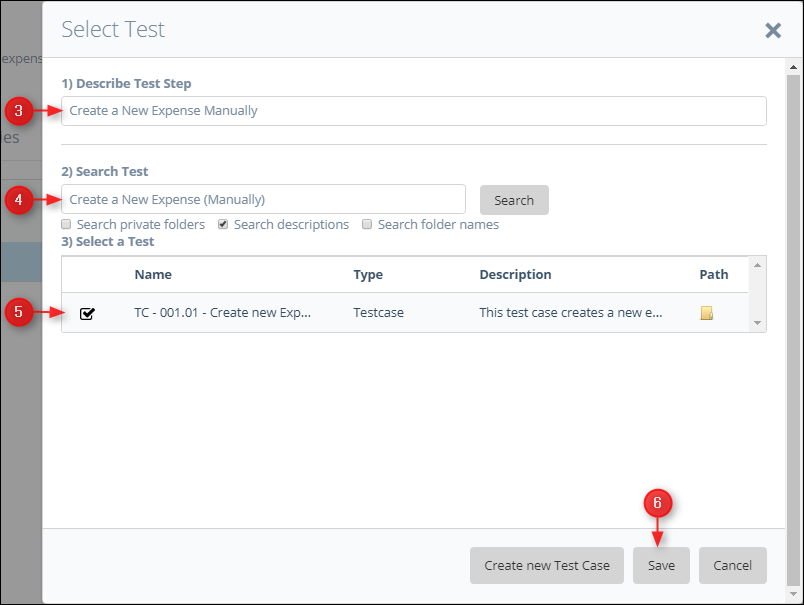 Select Test
expens
1) Describe Test Step
3
Create a New Expense Manually
ies
2) Search Test
4
Create a New Expense (Manually)
Search
Search private folders
Search descriptions
Search folder names
3) Select a Test
Name Type Description Path
5
TC - 001.01 - Create new Exp... Testcase This test case creates a new e...
6
Create new Test Case
Save
Cancel